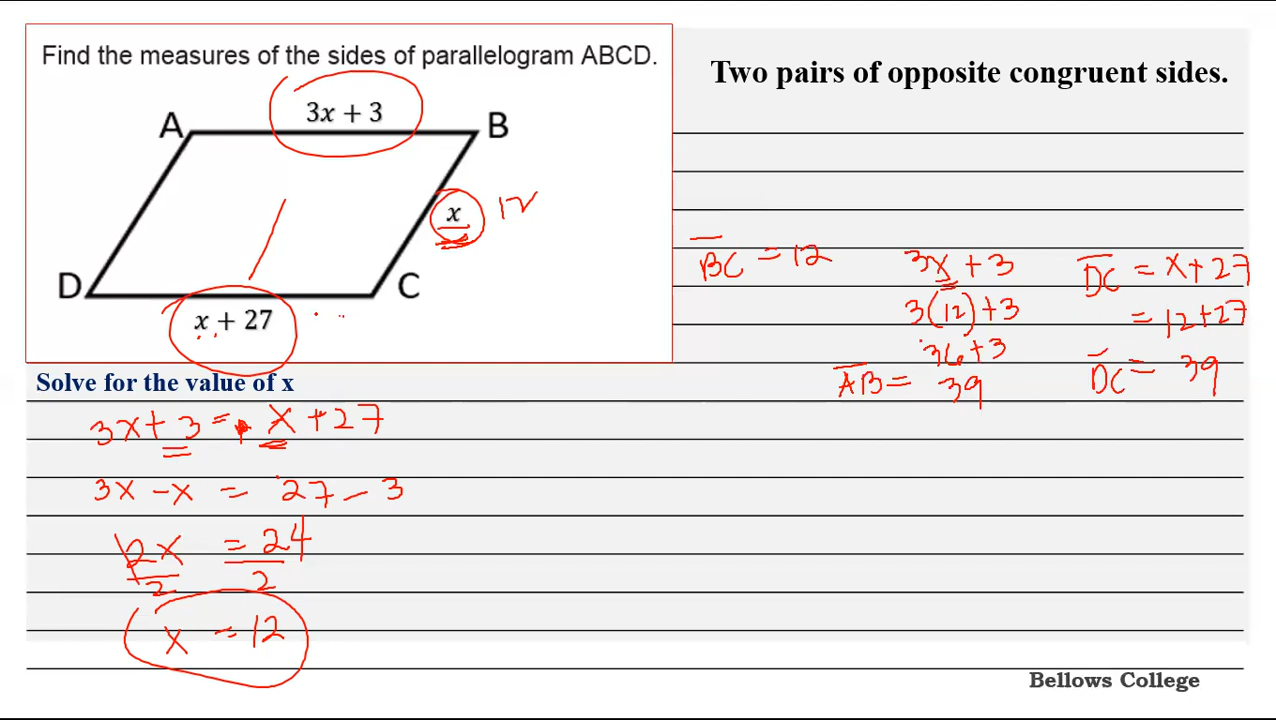 Find the measures of the sides of parallelogram ABCD.
3x + 3
A
B
x
12
D
C
x + 27
Two pairs of opposite congruent sides.
BC = 12
3x + 3
3(12) + 3
36 + 3
AB = 39
DC = x + 27
= 12 + 27
DC = 39
Solve for the value of x
3x + 3 = x + 27
3x - x = 27 - 3
2x = 24
2 2
x = 12
Bellows College